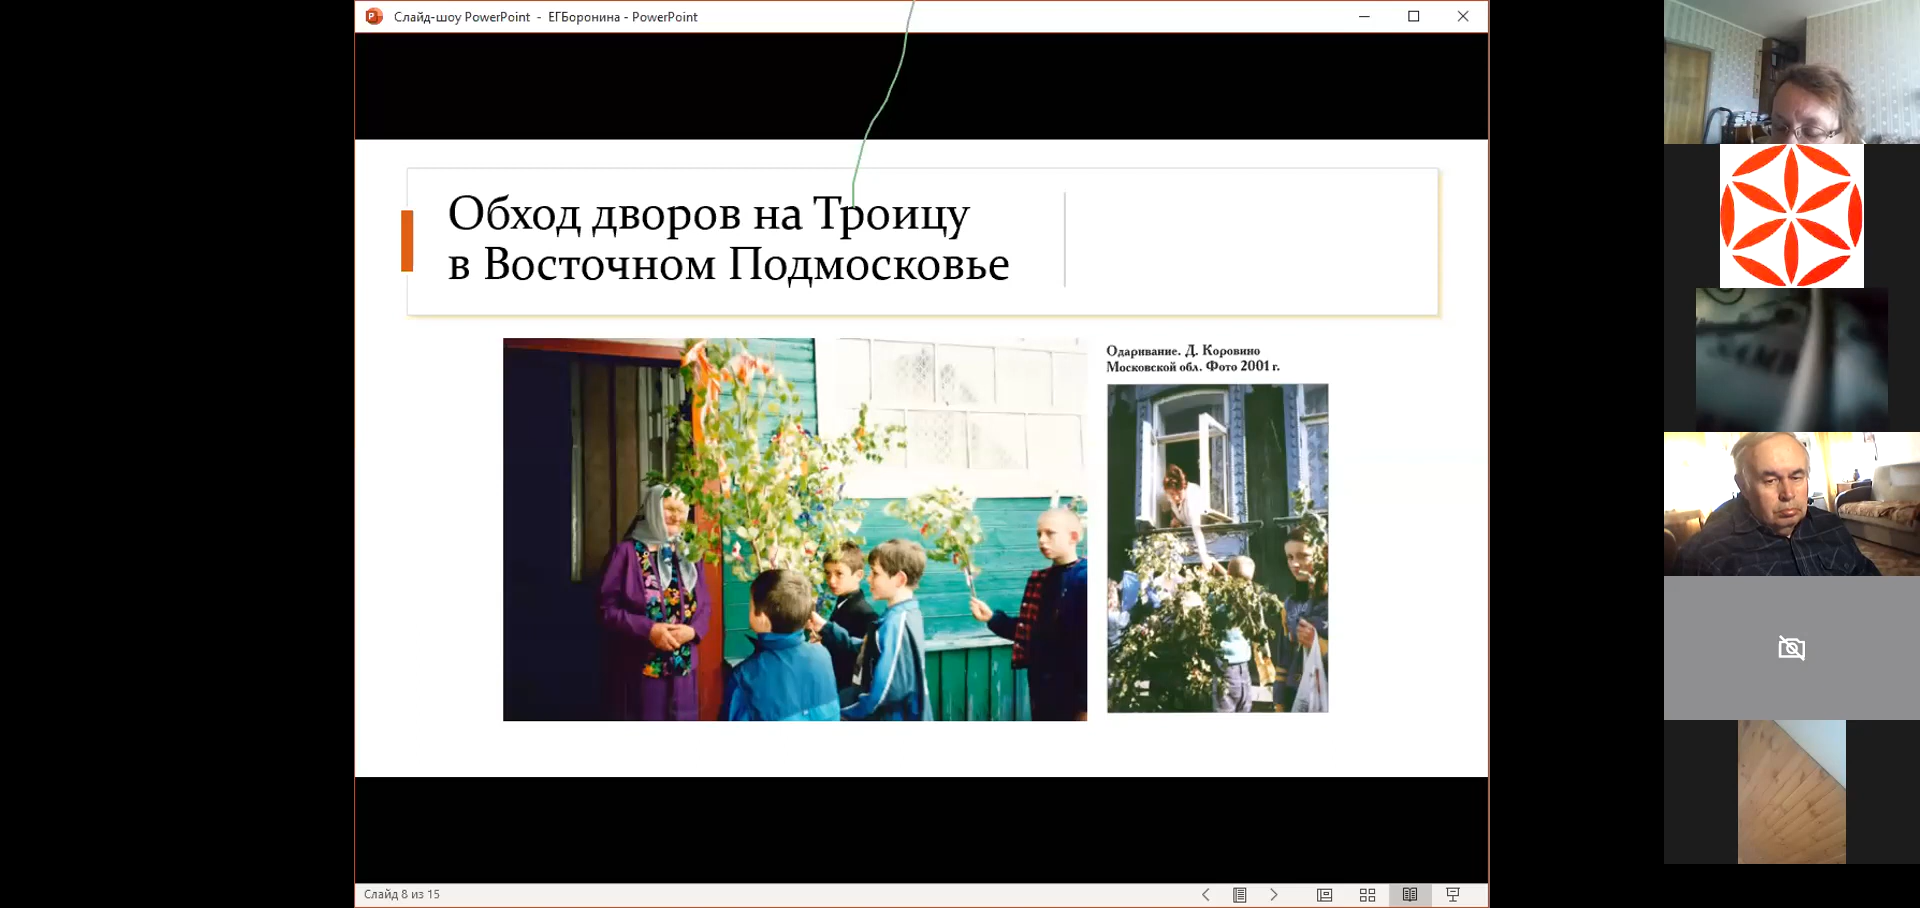 Слайд-шоу PowerPoint - ЕГБоронина - PowerPoint
Обход дворов на Троицу
в Восточном Подмосковье
Одаривание. Д. Коровино
Московской обл. Фото 2001 г.
Слайд 8 из 15